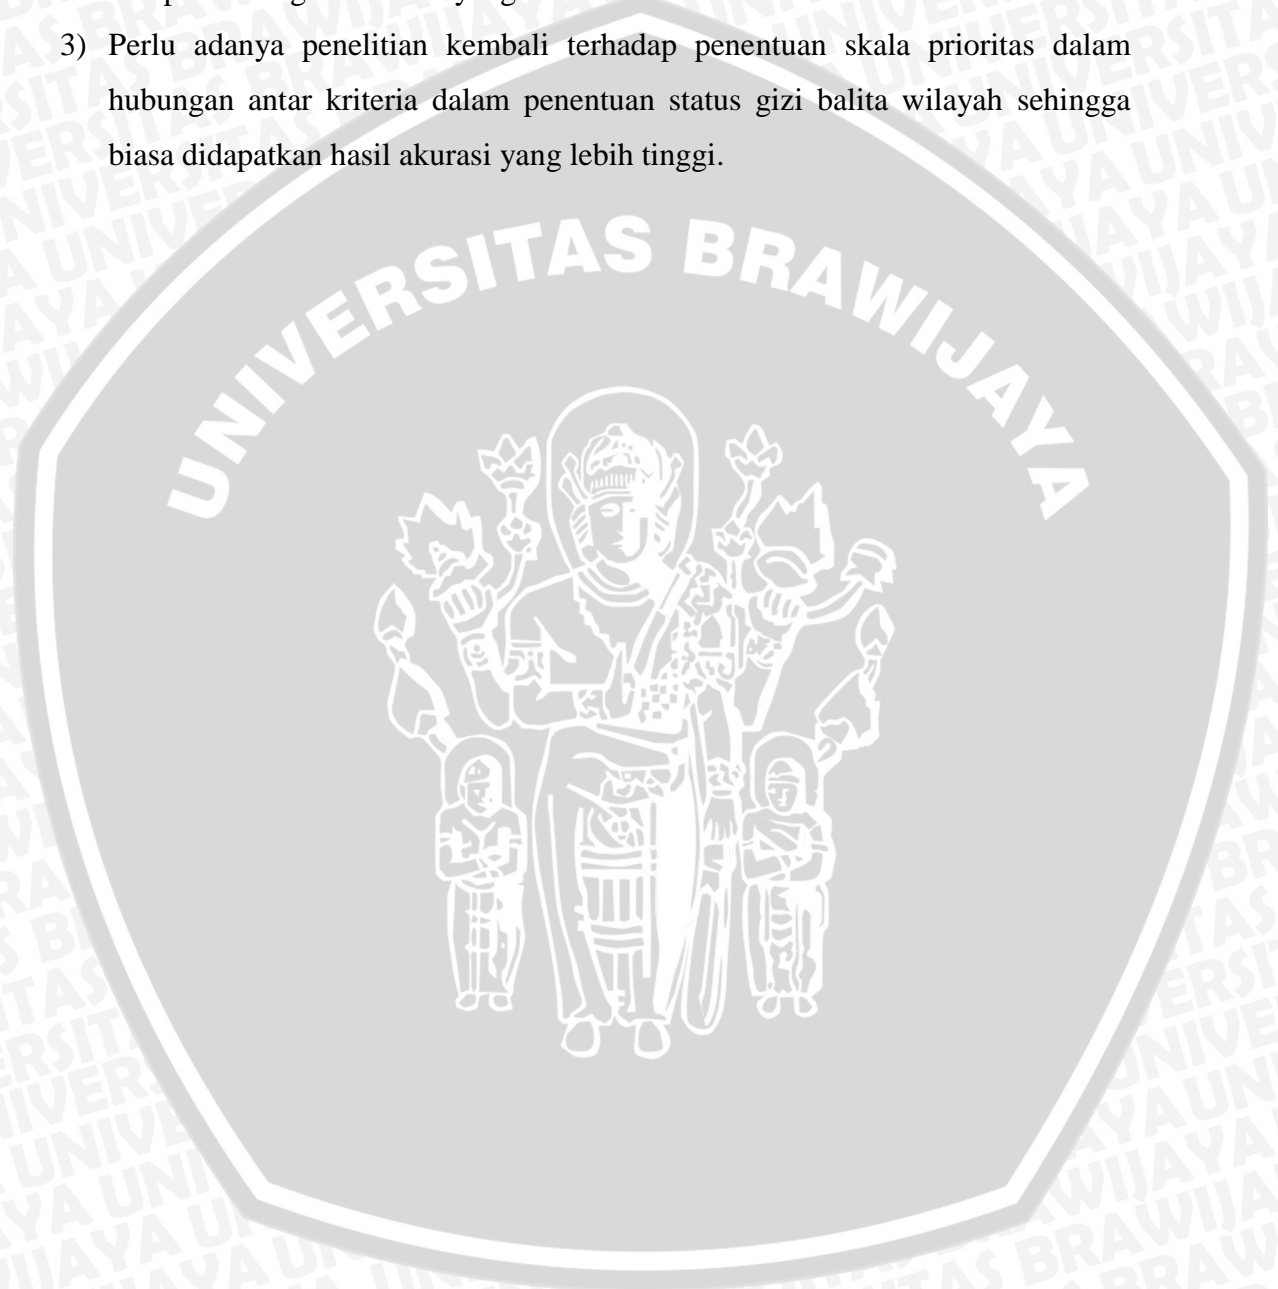 3) Perlu adanya penelitian kembali terhadap penentuan skala prioritas dalam
hubungan antar kriteria dalam penentuan status gizi balita wilayah sehingga
biasa didapatkan hasil akurasi yang lebih tinggi.
UNIVERSITAS BRAWIJAYA